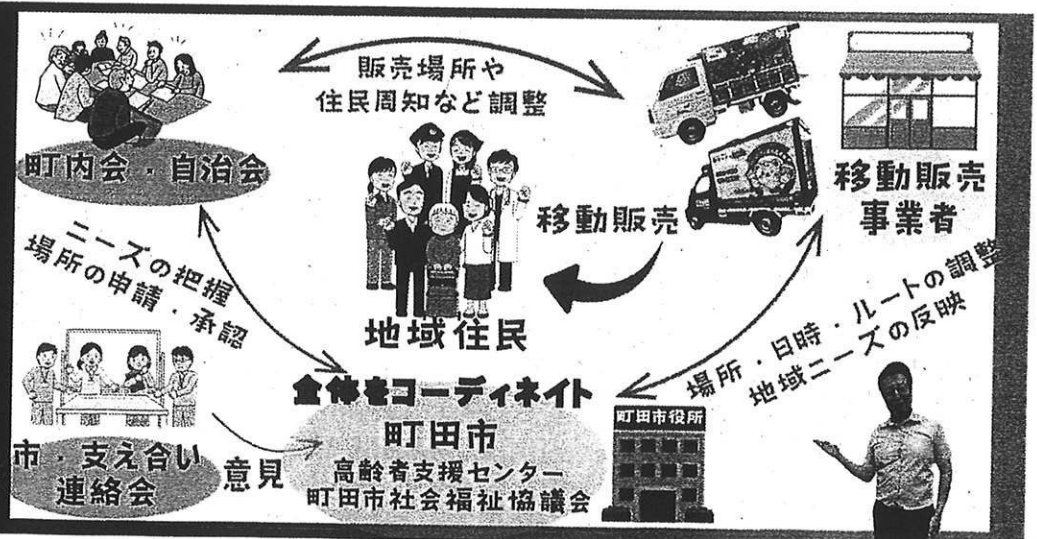 販売場所や
住民周知など調整
町内会・自治会
移動販売
事業者
移動販売
ニーズの把握
場所の申請・承認
地域住民
場所・日時・ルートの調整
地域ニーズの反映
全体をコーディネイト
町田市
高齢者支援センター
町田市社会福祉協議会
町田市役所
市・支え合い
連絡会
意見